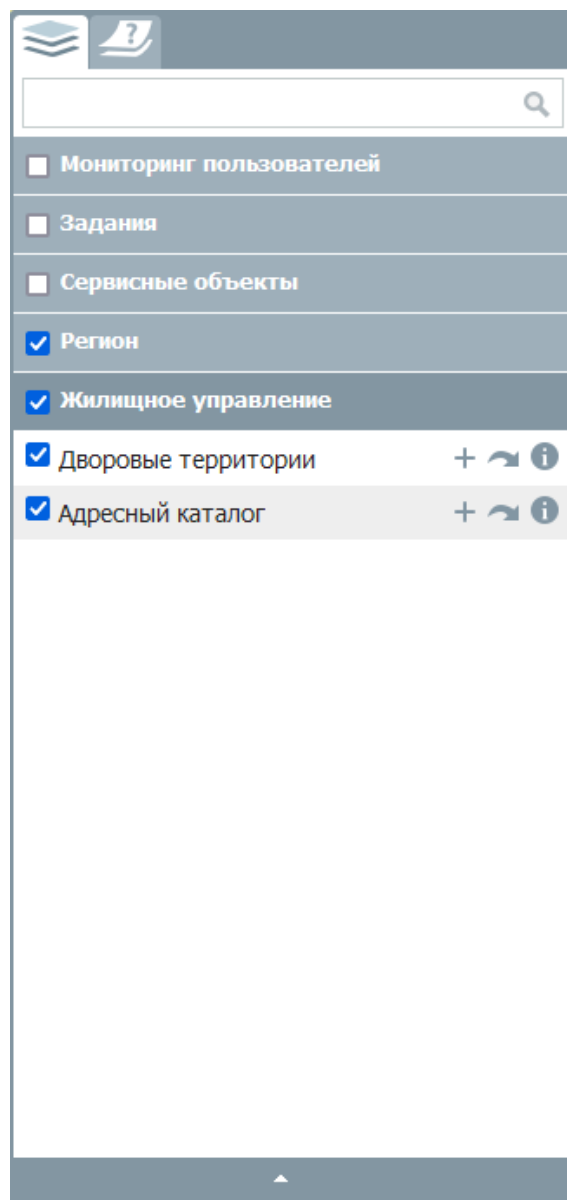 ?
Мониторинг пользователей
Задания
Сервисные объекты
Регион
Жилищное управление
Дворовые территории
Адресный каталог